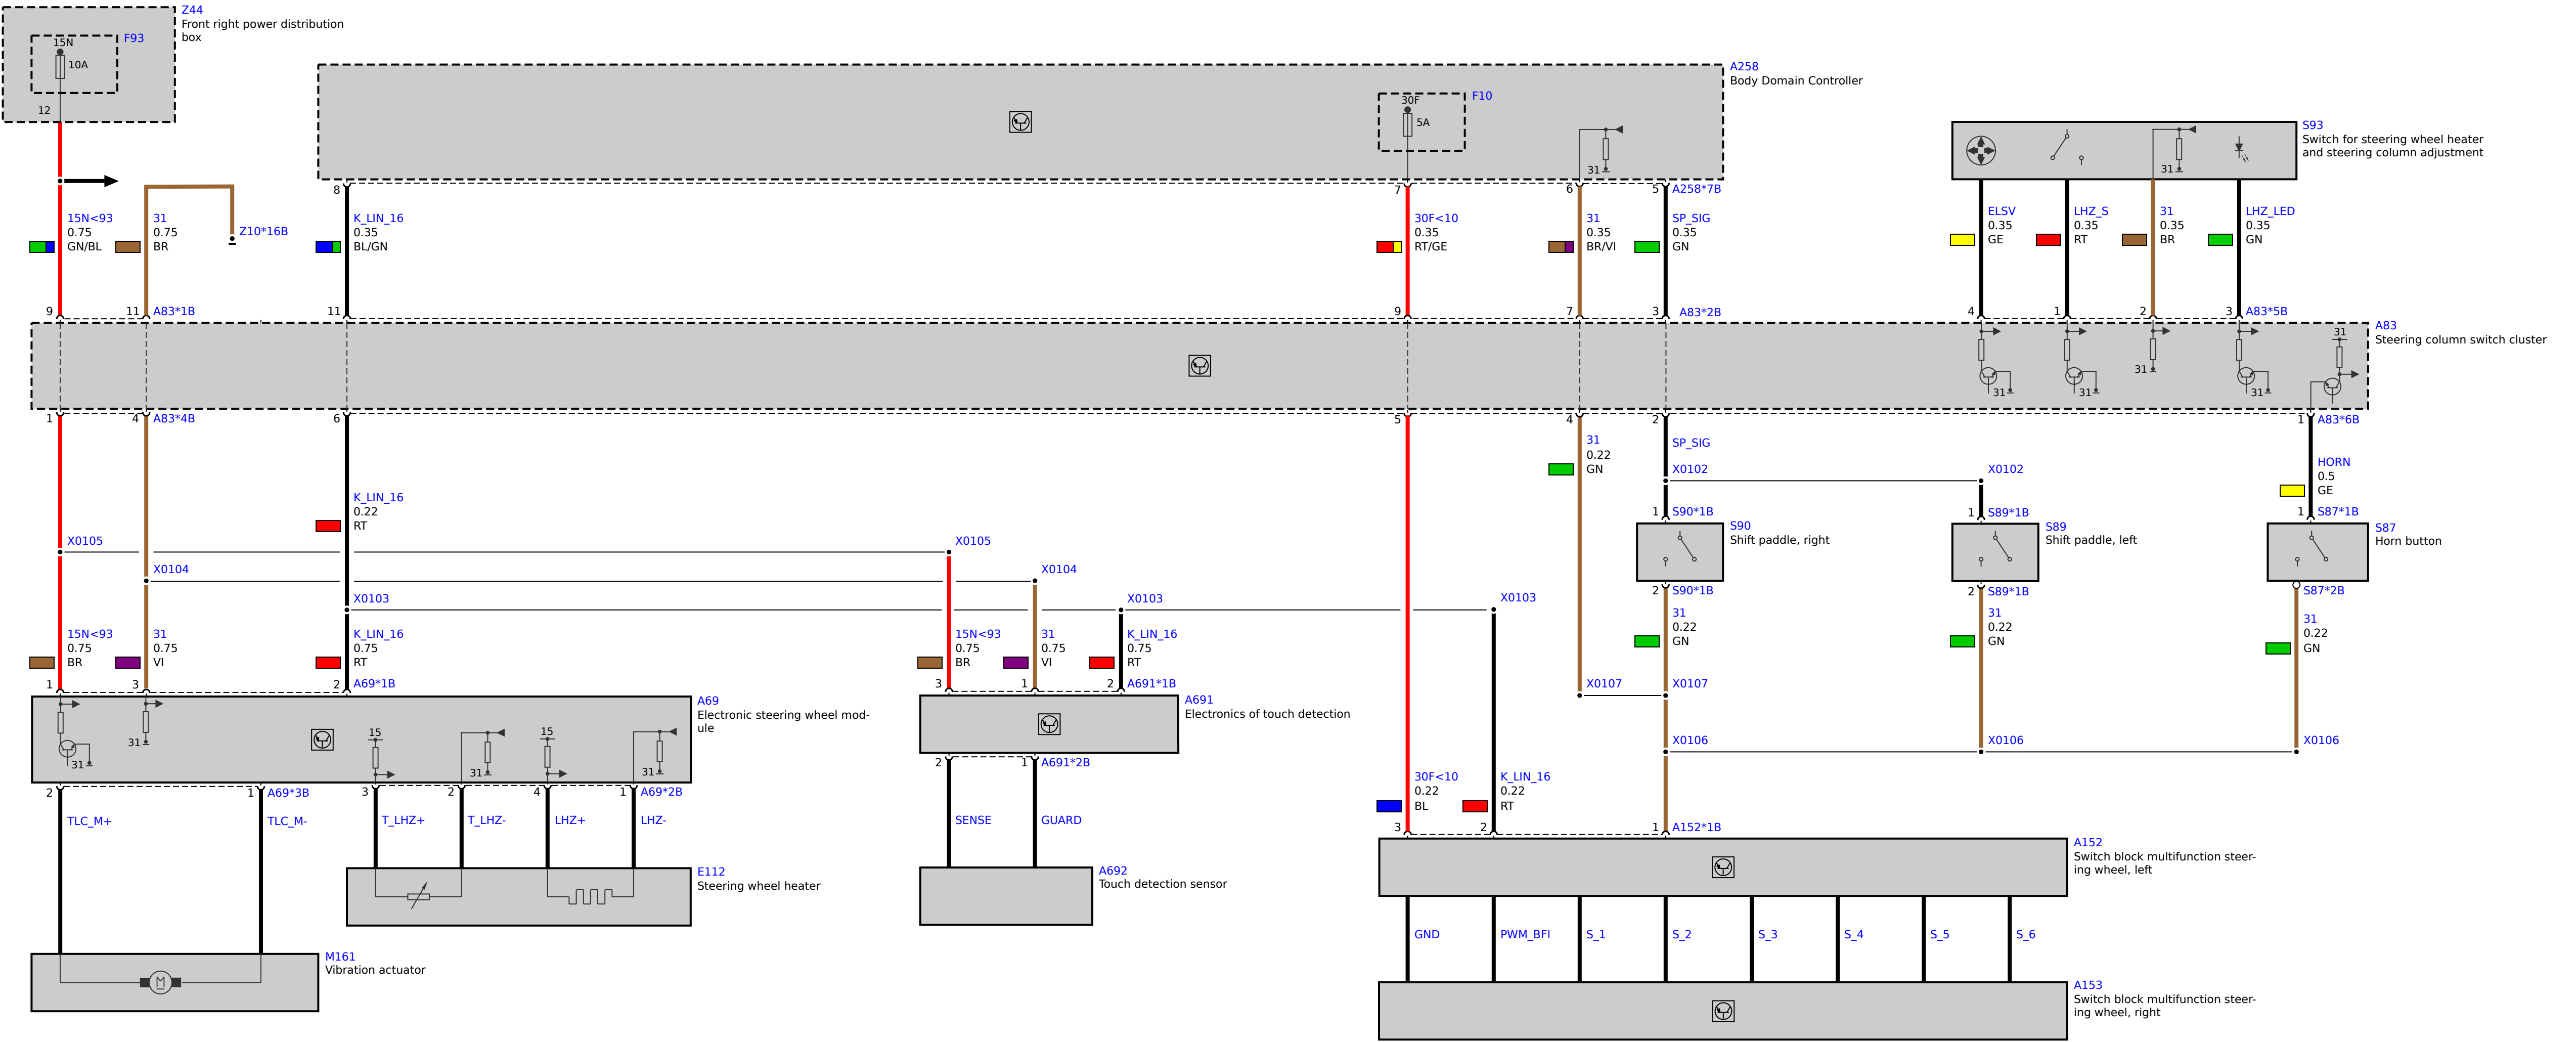 Z44
Front right power distribution
box
15N
F93
10A
12
A258
Body Domain Controller
30F
F10
5A
31
S93
Switch for steering wheel heater
and steering column adjustment
31
8
7
6
5
A258*7B
15N<93
0.75
GN/BL
31
0.75
BR
Z10*16B
K_LIN_16
0.35
BL/GN
30F<10
0.35
RT/GE
31
0.35
BR/VI
SP_SIG
0.35
GN
ELSV
0.35
GE
LHZ_S
0.35
RT
31
0.35
BR
LHZ_LED
0.35
GN
9
11
A83*1B
11
9
7
3
A83*2B
4
1
2
3
A83*5B
A83
Steering column switch cluster
31
31
31
31
31
1
4
A83*4B
6
5
4
2
1
A83*6B
31
0.22
GN
SP_SIG
X0102
X0102
HORN
0.5
GE
K_LIN_16
0.22
RT
1
S90*1B
1
S89*1B
1
S87*1B
S90
Shift paddle, right
S89
Shift paddle, left
S87
Horn button
X0105
X0105
X0104
X0104
X0103
X0103
X0103
2
S90*1B
2
S89*1B
S87*2B
31
0.22
GN
31
0.22
GN
31
0.22
GN
15N<93
0.75
BR
31
0.75
VI
K_LIN_16
0.75
RT
15N<93
0.75
BR
31
0.75
VI
K_LIN_16
0.75
RT
1
3
2
A69*1B
3
1
2
A691*1B
X0107
X0107
A69
Electronic steering wheel mod-
ule
A691
Electronics of touch detection
31
31
15
31
15
31
X0106
X0106
X0106
2
1
A691*2B
30F<10
0.22
BL
K_LIN_16
0.22
RT
2
1
A69*3B
3
2
4
1
A69*2B
TLC_M+
TLC_M-
T_LHZ+
T_LHZ-
LHZ+
LHZ-
SENSE
GUARD
3
2
1
A152*1B
A152
Switch block multifunction steer-
ing wheel, left
E112
Steering wheel heater
A692
Touch detection sensor
GND
PWM_BFI
S_1
S_2
S_3
S_4
S_5
S_6
M161
Vibration actuator
M
A153
Switch block multifunction steer-
ing wheel, right